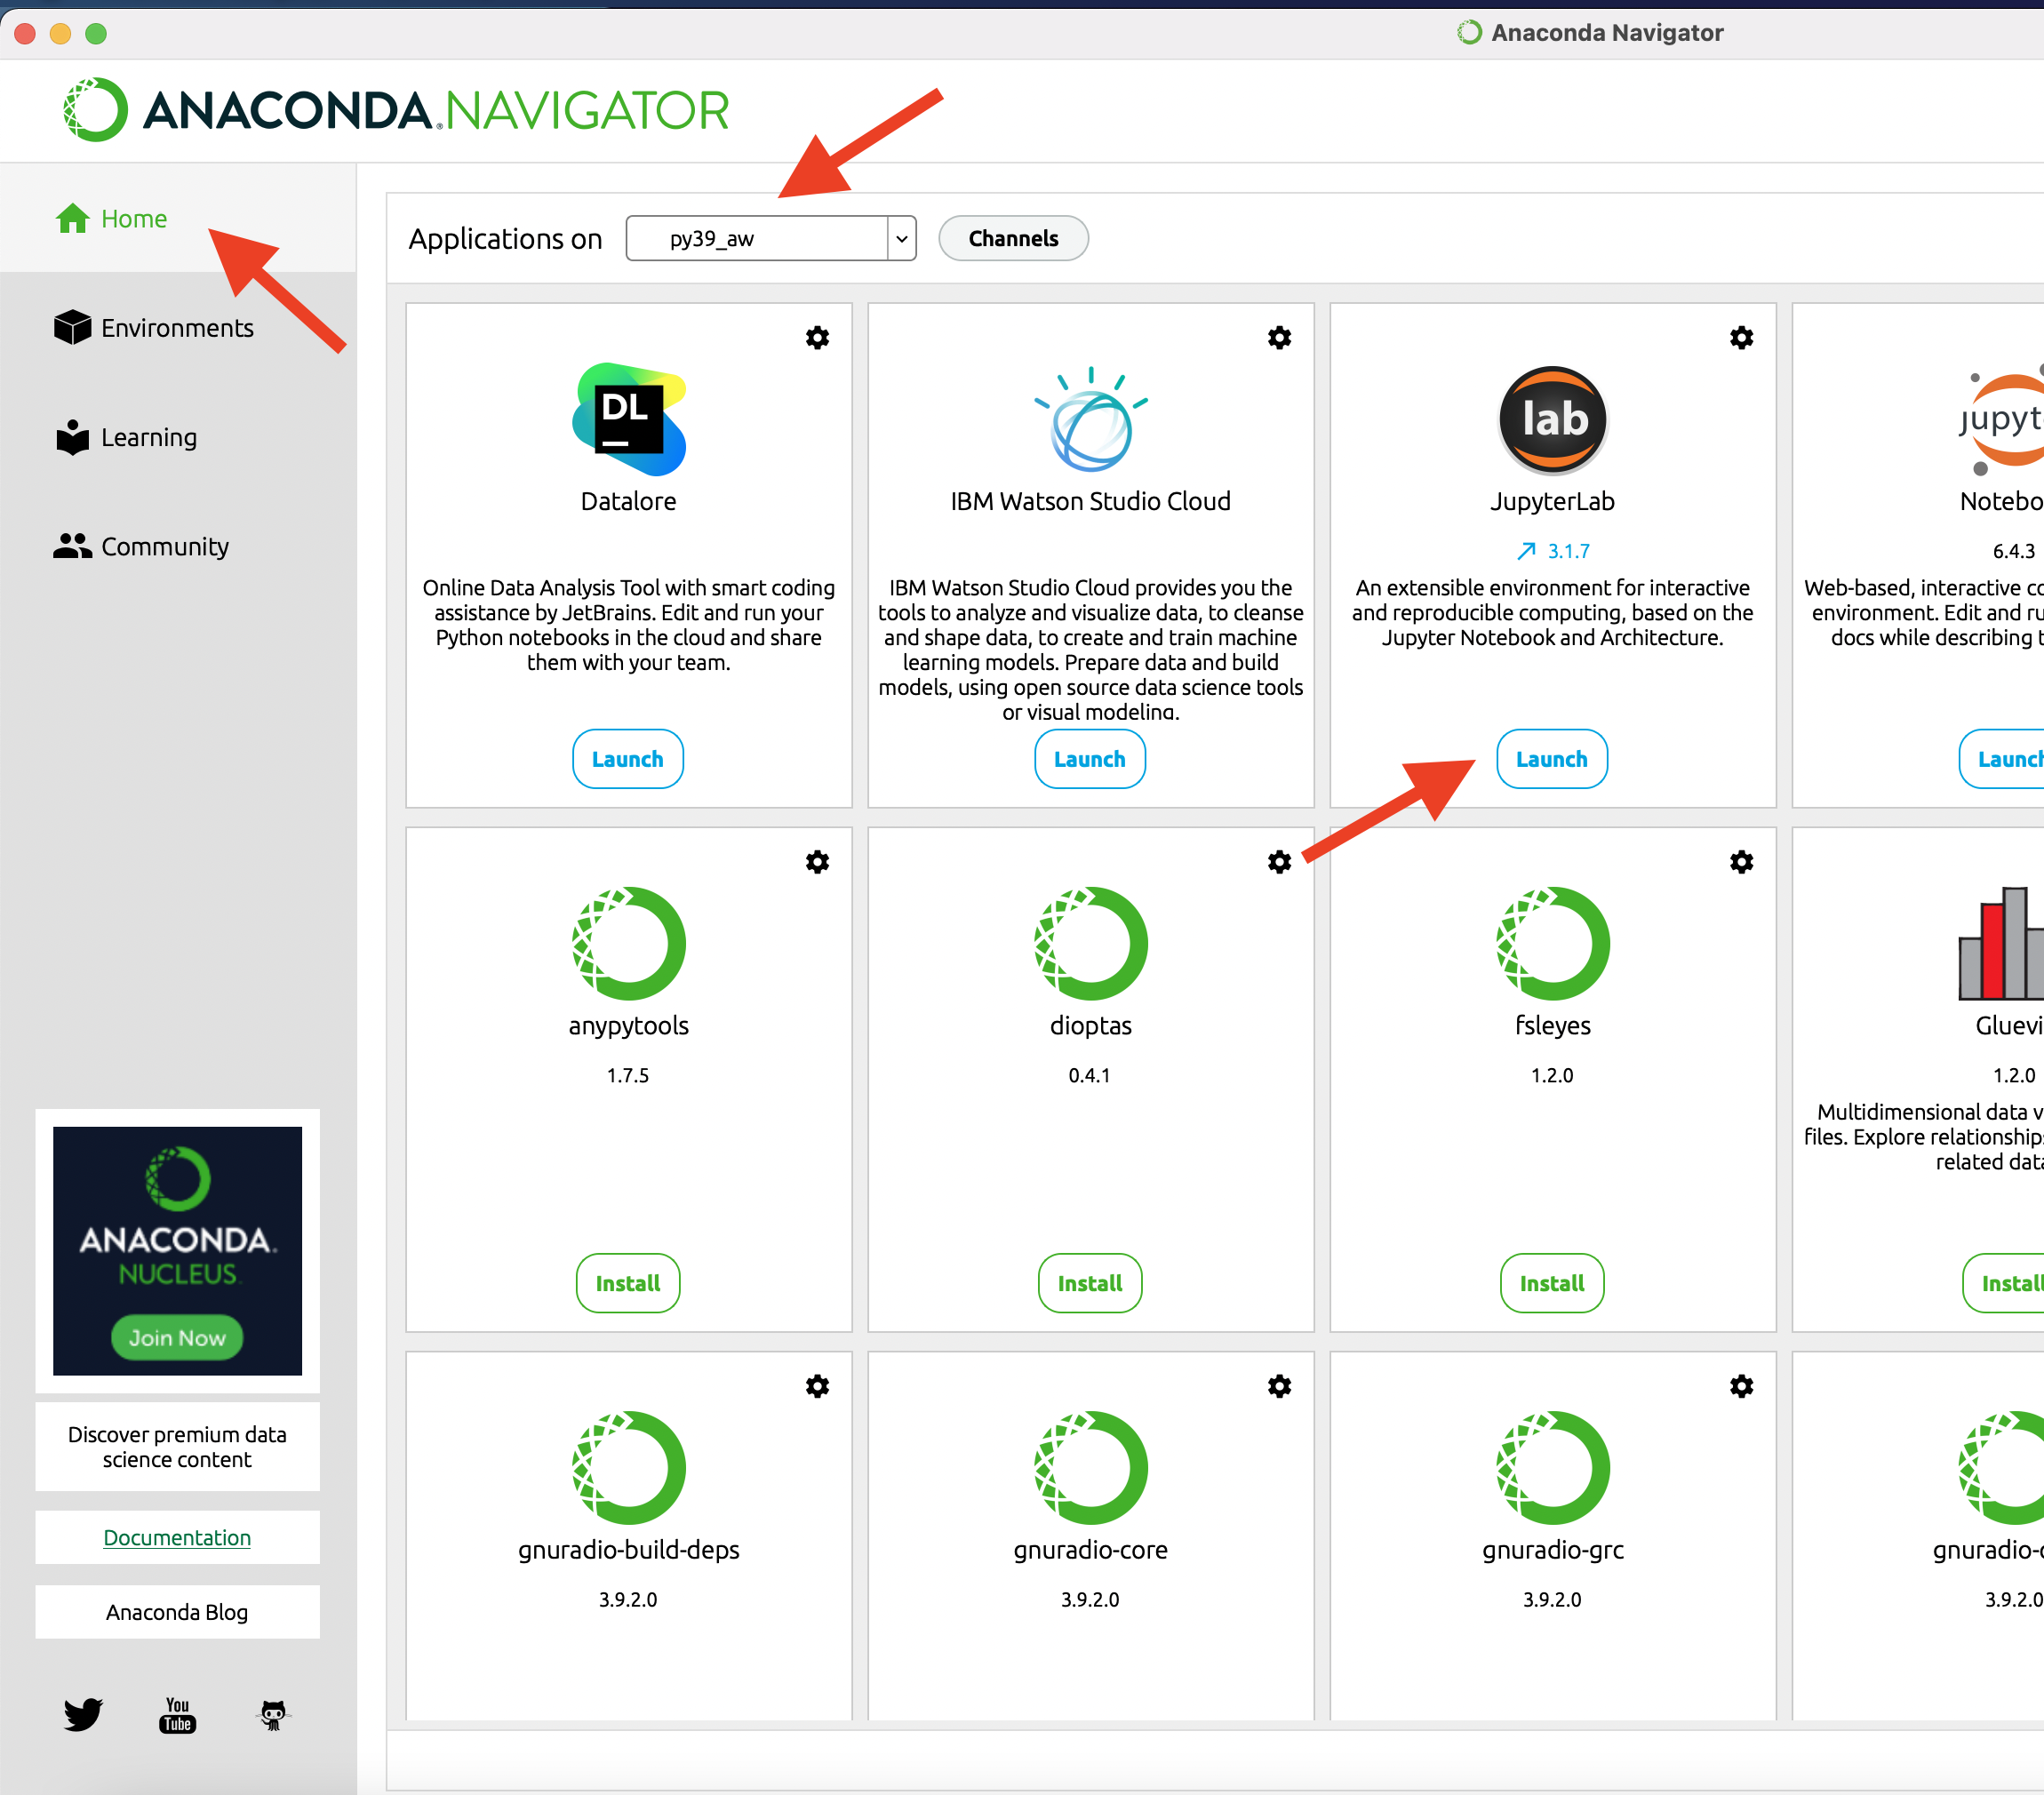 Anaconda Navigator
ANACONDA.NAVIGATOR
Home
Environments
Learning
Community
ANACONDA.
NUCLEUS
Join Now
Discover premium data
science content
Documentation
Anaconda Blog
You
Tube
Applications on
py39_aw
Channels
DL
Datalore
Online Data Analysis Tool with smart coding
assistance by JetBrains. Edit and run your
Python notebooks in the cloud and share
them with your team.
Launch
IBM Watson Studio Cloud
IBM Watson Studio Cloud provides you the
tools to analyze and visualize data, to cleanse
and shape data, to create and train machine
learning models. Prepare data and build
models, using open source data science tools
or visual modeling.
Launch
lab
JupyterLab
3.1.7
An extensible environment for interactive
and reproducible computing, based on the
Jupyter Notebook and Architecture.
Launch
jupyt
Notebo
6.4.3
Web-based, interactive co
environment. Edit and ru
docs while describing t
Launch
anypytools
1.7.5
Install
dioptas
0.4.1
Install
fsleyes
1.2.0
Install
Gluevi
1.2.0
Multidimensional data v
files. Explore relationships
related data
Install
gnuradio-build-deps
3.9.2.0
gnuradio-core
3.9.2.0
gnuradio-grc
3.9.2.0
gnuradio-
3.9.2.0